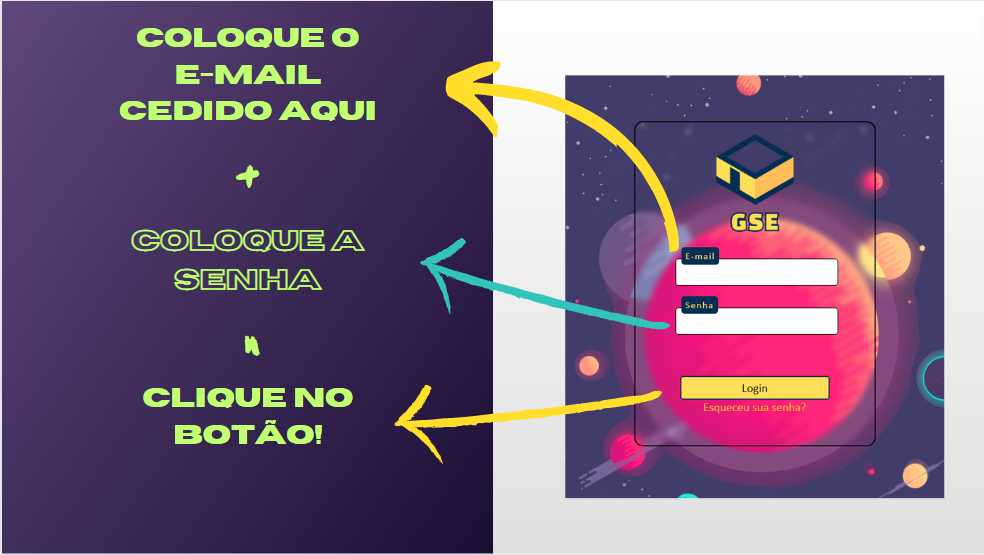 COLOQUE O
E-MAIL
CEDIDO AQUI
+
COLOQUE A
SENHA
n
CLIQUE NO
BOTÃO!
GSE
E-mail
Senha
Login
Esqueceu sua senha?